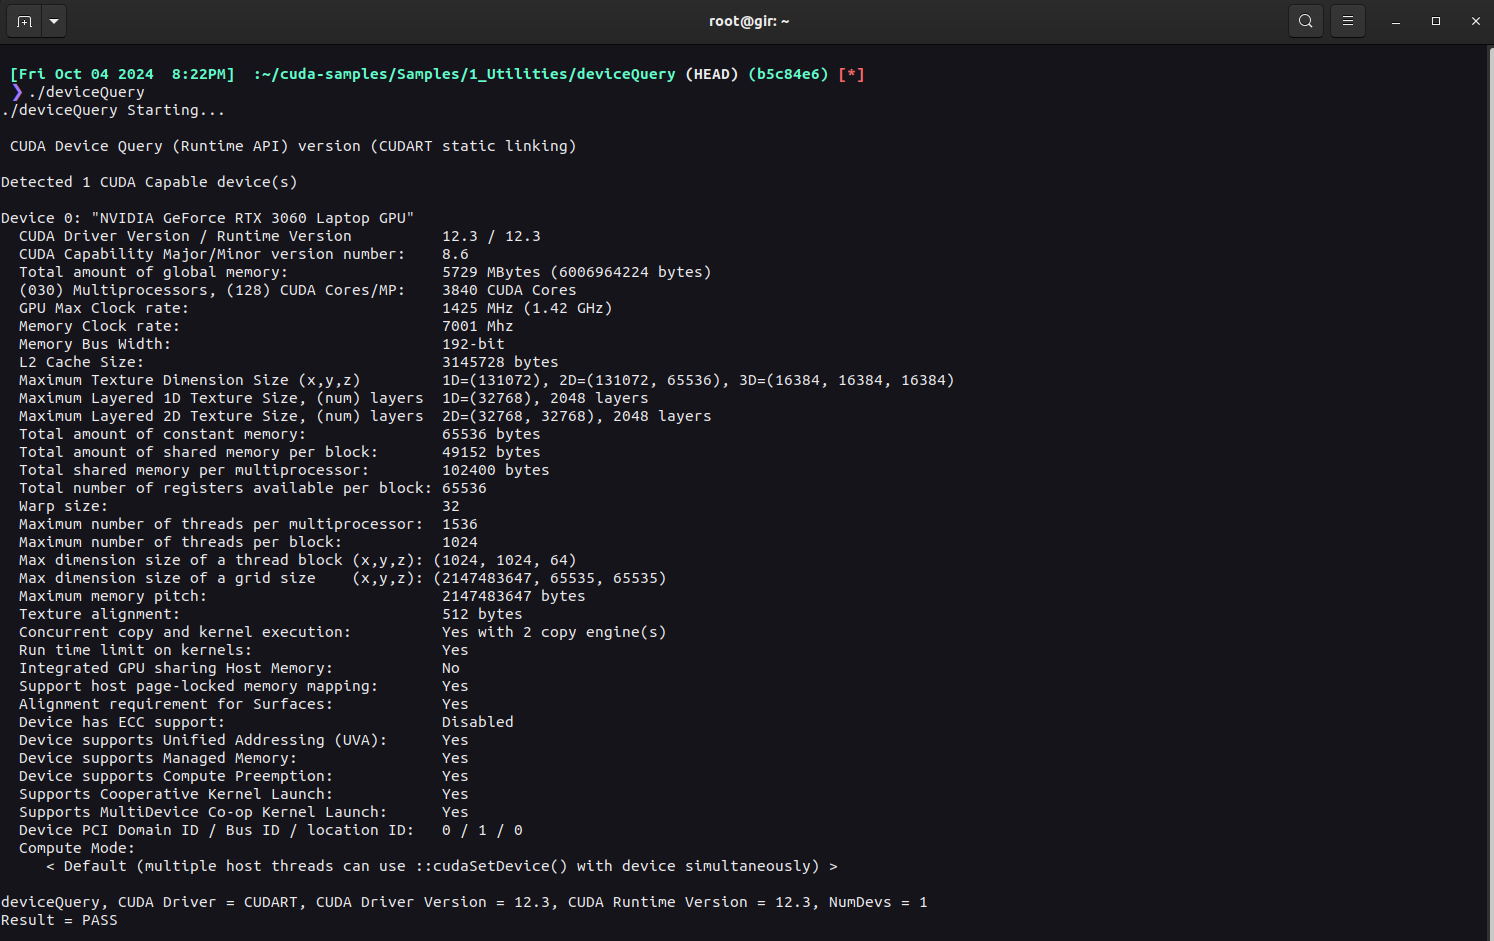 root@gir: ~
[Fri Oct 04 2024  8:22PM]  :~/cuda-samples/Samples/1_Utilities/deviceQuery (HEAD) (b5c84e6) [*]
❯ ./deviceQuery
./deviceQuery Starting...
 CUDA Device Query (Runtime API) version (CUDART static linking)
Detected 1 CUDA Capable device(s)
Device 0: "NVIDIA GeForce RTX 3060 Laptop GPU"
  CUDA Driver Version / Runtime Version          12.3 / 12.3
  CUDA Capability Major/Minor version number:    8.6
  Total amount of global memory:                 5729 MBytes (6006964224 bytes)
  (030) Multiprocessors, (128) CUDA Cores/MP:    3840 CUDA Cores
  GPU Max Clock rate:                            1425 MHz (1.42 GHz)
  Memory Clock rate:                             7001 Mhz
  Memory Bus Width:                              192-bit
  L2 Cache Size:                                 3145728 bytes
  Maximum Texture Dimension Size (x,y,z)         1D=(131072), 2D=(131072, 65536), 3D=(16384, 16384, 16384)
  Maximum Layered 1D Texture Size, (num) layers  1D=(32768), 2048 layers
  Maximum Layered 2D Texture Size, (num) layers  2D=(32768, 32768), 2048 layers
  Total amount of constant memory:               65536 bytes
  Total amount of shared memory per block:       49152 bytes
  Total shared memory per multiprocessor:        102400 bytes
  Total number of registers available per block: 65536
  Warp size:                                     32
  Maximum number of threads per multiprocessor:  1536
  Maximum number of threads per block:           1024
  Max dimension size of a thread block (x,y,z): (1024, 1024, 64)
  Max dimension size of a grid size    (x,y,z): (2147483647, 65535, 65535)
  Maximum memory pitch:                          2147483647 bytes
  Texture alignment:                             512 bytes
  Concurrent copy and kernel execution:          Yes with 2 copy engine(s)
  Run time limit on kernels:                     Yes
  Integrated GPU sharing Host Memory:            No
  Support host page-locked memory mapping:       Yes
  Alignment requirement for Surfaces:            Yes
  Device has ECC support:                        Disabled
  Device supports Unified Addressing (UVA):      Yes
  Device supports Managed Memory:                Yes
  Device supports Compute Preemption:            Yes
  Supports Cooperative Kernel Launch:            Yes
  Supports MultiDevice Co-op Kernel Launch:      Yes
  Device PCI Domain ID / Bus ID / location ID:   0 / 1 / 0
  Compute Mode:
     < Default (multiple host threads can use ::cudaSetDevice() with device simultaneously) >
deviceQuery, CUDA Driver = CUDART, CUDA Driver Version = 12.3, CUDA Runtime Version = 12.3, NumDevs = 1
Result = PASS